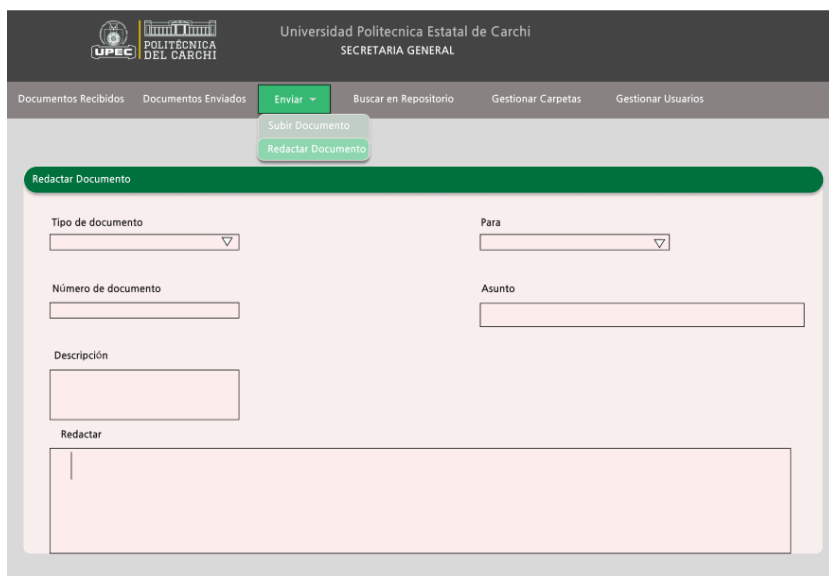 UPEC
POLITÉCNICA
DEL CARCHI
Universidad Politecnica Estatal de Carchi
SECRETARIA GENERAL
Documentos Recibidos
Documentos Enviados
Enviar
Buscar en Repositorio
Gestionar Carpetas
Gestionar Usuarios
Subir Documento
Redactar Documento
Redactar Documento
Tipo de documento
Para
Número de documento
Asunto
Descripción
Redactar